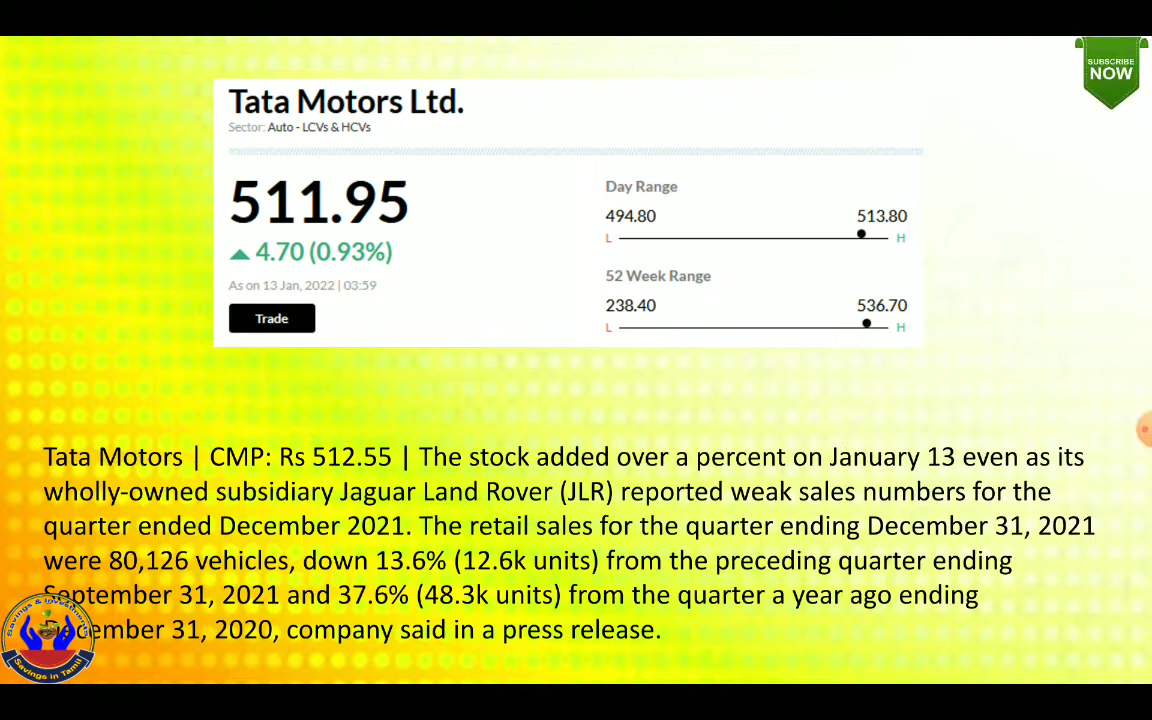 SUBSCRIBE
NOW
Tata Motors Ltd.
Sector: Auto - LCVs & HCVs
511.95
4.70 (0.93%)
As on 13 Jan, 2022 | 03:59
Trade
Day Range
494.80 513.80
L H
52 Week Range
238.40 536.70
L H
Tata Motors | CMP: Rs 512.55 | The stock added over a percent on January 13 even as its
wholly-owned subsidiary Jaguar Land Rover (JLR) reported weak sales numbers for the
quarter ended December 2021. The retail sales for the quarter ending December 31, 2021
were 80,126 vehicles, down 13.6% (12.6k units) from the preceding quarter ending
September 31, 2021 and 37.6% (48.3k units) from the quarter a year ago ending
December 31, 2020, company said in a press release.
Savings & Investments
Savings in Tamil